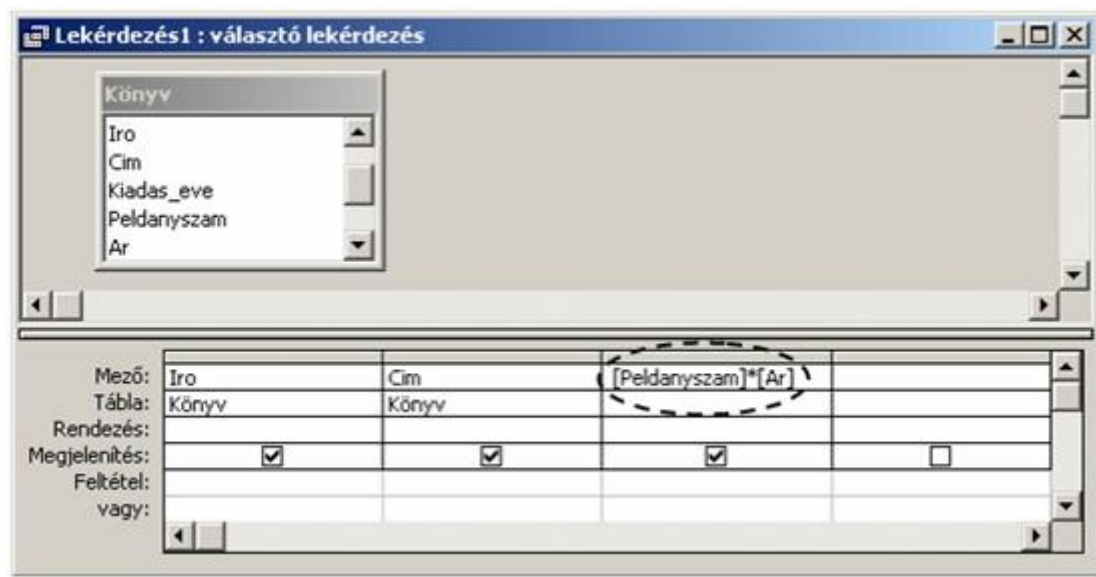 Lekérdezés1 : választó lekérdezés
Könyv
Iro
Cim
Kiadas_eve
Peldanyszam
Ar
Mező: Iro Cim [Peldanyszam]*[Ar]
Tábla: Könyv Könyv
Rendezés:
Megjelenítés:
Feltétel:
vagy: